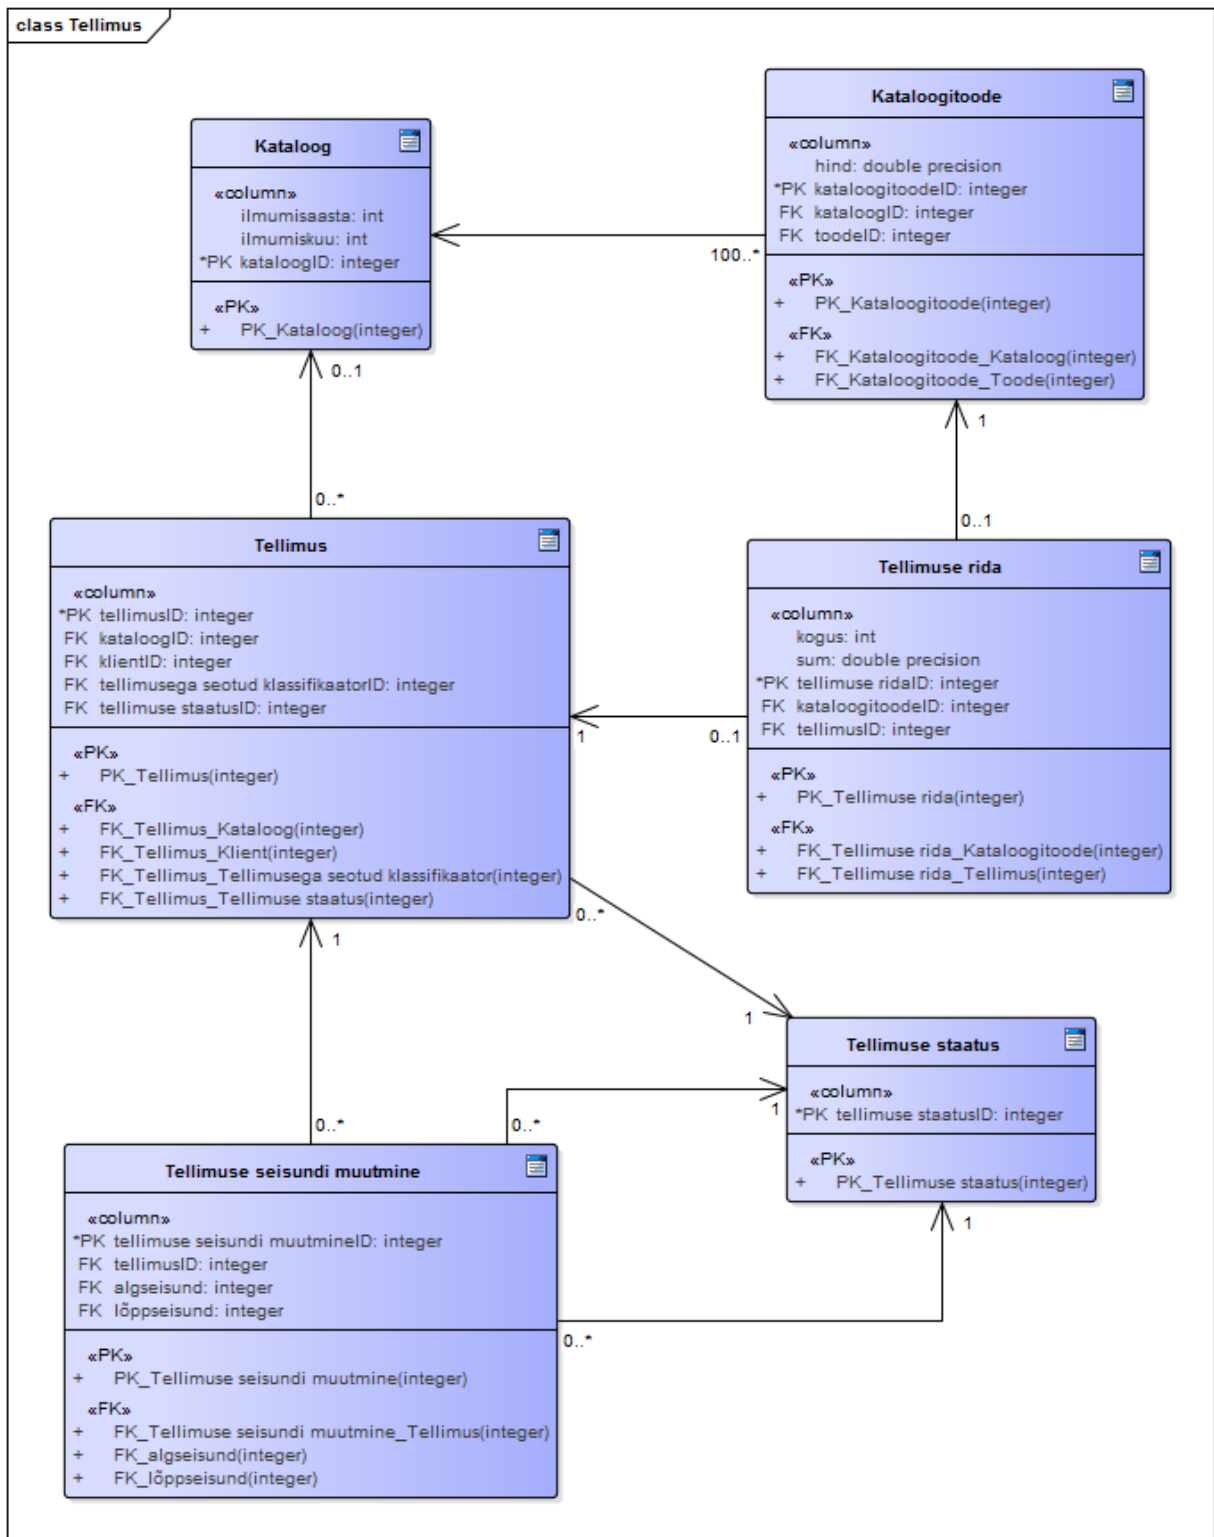 class Tellimus
Kataloog
«column»
ilmumisaasta: int
ilmumiskuu: int
*PK kataloogID: integer
«PK»
+ PK_Kataloog(integer)
Kataloogitoode
«column»
hind: double precision
*PK kataloogitoodeID: integer
FK kataloogID: integer
FK toodeID: integer
«PK»
+ PK_Kataloogitoode(integer)
«FK»
+ FK_Kataloogitoode_Kataloog(integer)
+ FK_Kataloogitoode_Toode(integer)
100..*
0..1
0..*
1
0..1
Tellimus
«column»
*PK tellimusID: integer
FK kataloogID: integer
FK klientID: integer
FK tellimusega seotud klassifikaatorID: integer
FK tellimuse staatusID: integer
«PK»
+ PK_Tellimus(integer)
«FK»
+ FK_Tellimus_Kataloog(integer)
+ FK_Tellimus_Klient(integer)
+ FK_Tellimus_Tellimusega seotud klassifikaator(integer)
+ FK_Tellimus_Tellimuse staatus(integer)
1
0..1
Tellimuse rida
«column»
kogus: int
sum: double precision
*PK tellimuse ridaID: integer
FK kataloogitoodeID: integer
FK tellimusID: integer
«PK»
+ PK_Tellimuse rida(integer)
«FK»
+ FK_Tellimuse rida_Kataloogitoode(integer)
+ FK_Tellimuse rida_Tellimus(integer)
0..*
1
1
0..*
0..*
1
Tellimuse staatus
«column»
*PK tellimuse staatusID: integer
«PK»
+ PK_Tellimuse staatus(integer)
1
0..*
Tellimuse seisundi muutmine
«column»
*PK tellimuse seisundi muutmineID: integer
FK tellimusID: integer
FK algseisund: integer
FK lõppseisund: integer
«PK»
+ PK_Tellimuse seisundi muutmine(integer)
«FK»
+ FK_Tellimuse seisundi muutmine_Tellimus(integer)
+ FK_algseisund(integer)
+ FK_lõppseisund(integer)